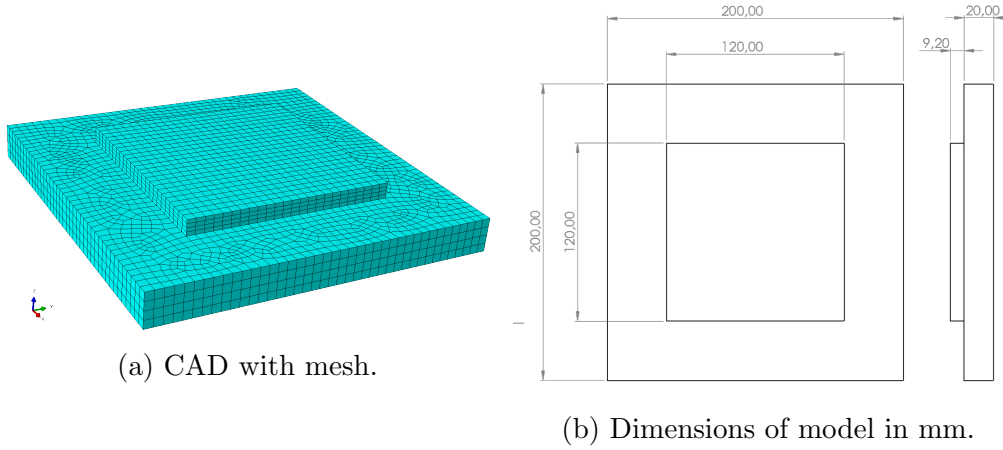 200,00
20,00
120,00
9,20
200,00
120,00
Z
Y
X
(a) CAD with mesh.
(b) Dimensions of model in mm.